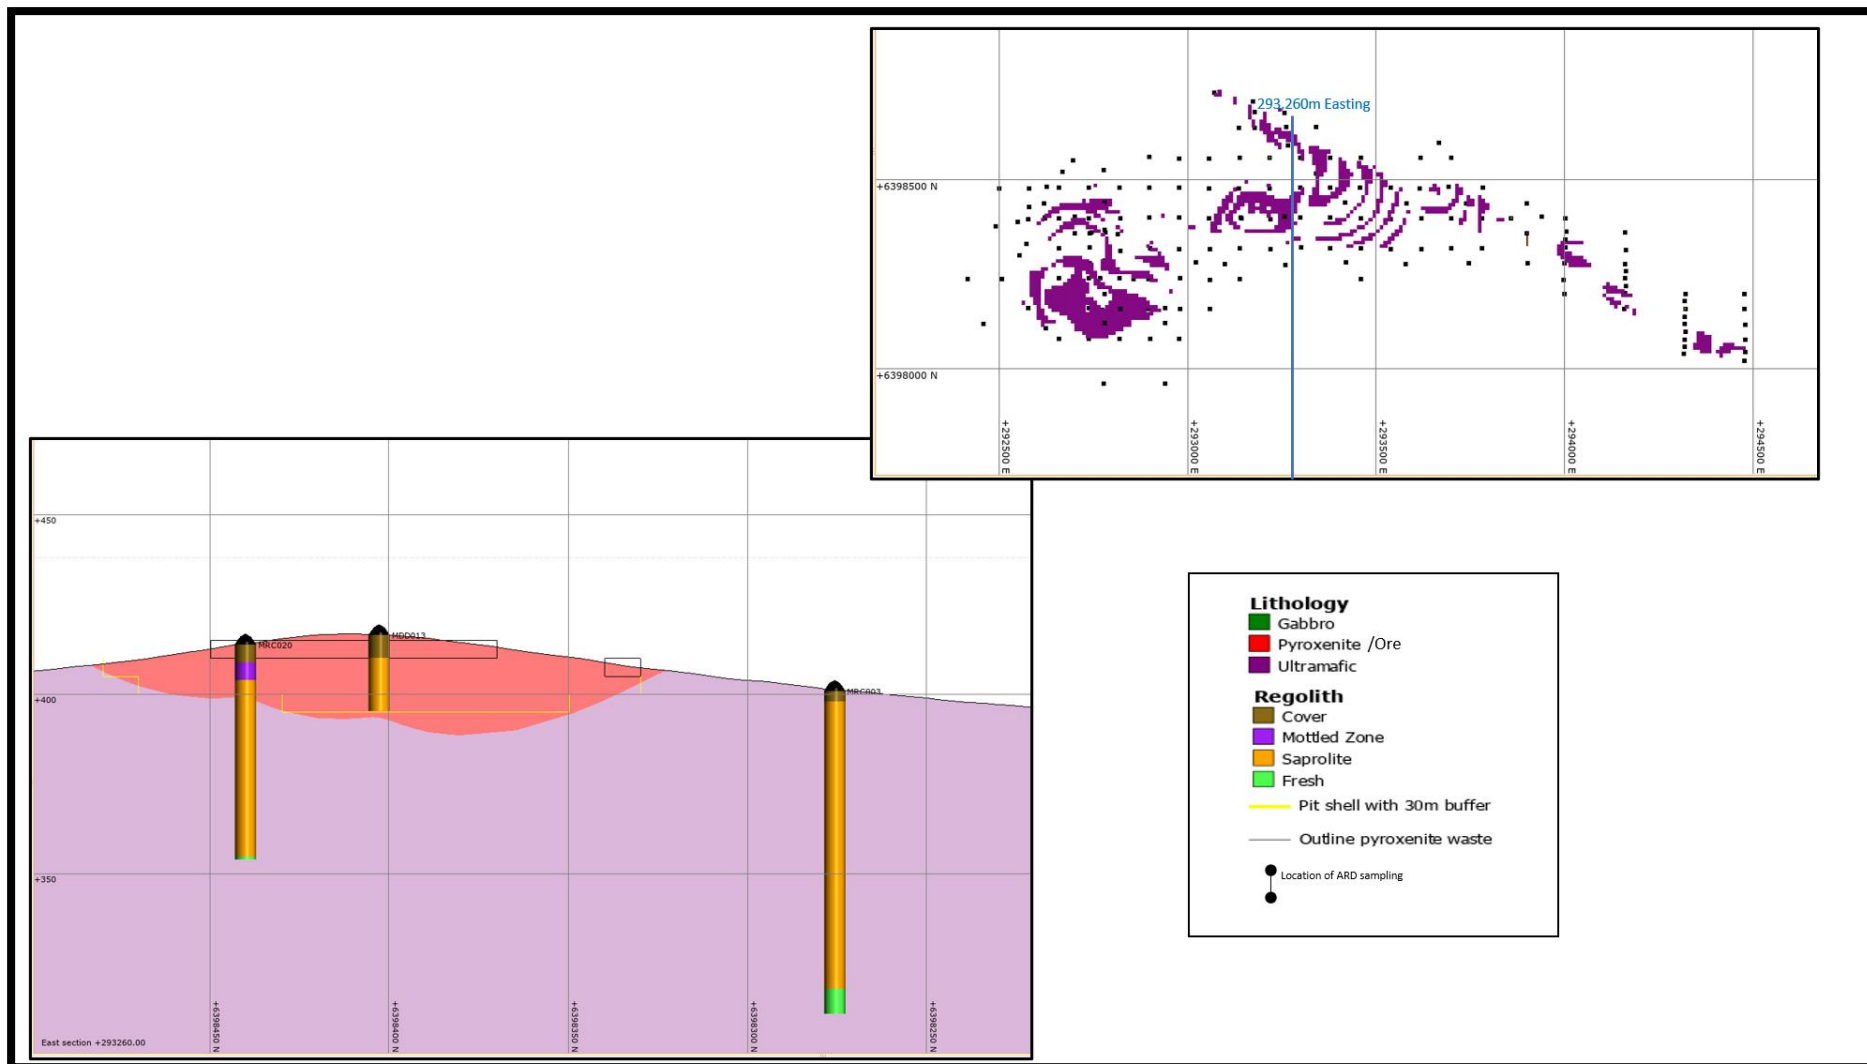 293,260m Easting
+6398500 N
+6398000 N
+292500 E
+293000 E
+293500 E
+294000 E
+294500 E
+450
MRC020
MDD013
+400
MRC003
+350
+6398450 N
+6398400 N
+6398350 N
+6398300 N
+6398250 N
East section +293260.00
Lithology
Gabbro
Pyroxenite /Ore
Ultramafic
Regolith
Cover
Mottled Zone
Saprolite
Fresh
Pit shell with 30m buffer
Outline pyroxenite waste
Location of ARD sampling